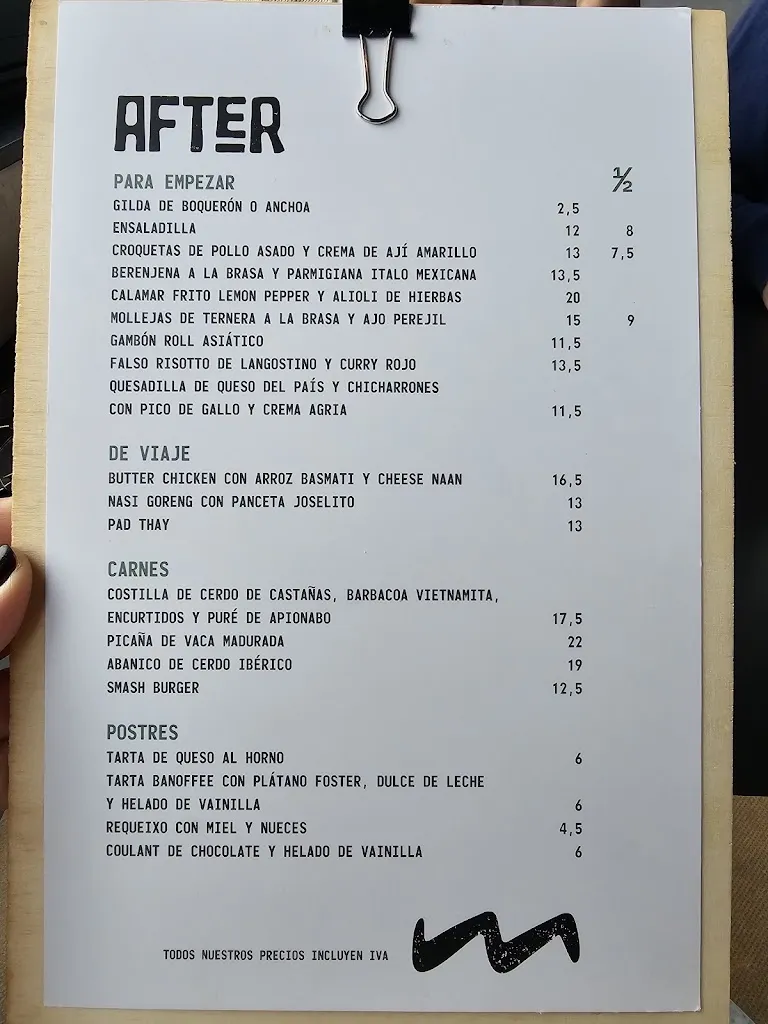 AFTER
PARA EMPEZAR ½
GILDA DE BOQUERÓN O ANCHOA 2,5
ENSALADILLA 12 8
CROQUETAS DE POLLO ASADO Y CREMA DE AJÍ AMARILLO 13 7,5
BERENJENA A LA BRASA Y PARMIGIANA ITALO MEXICANA 13,5
CALAMAR FRITO LEMON PEPPER Y ALIOLI DE HIERBAS 20
MOLLEJAS DE TERNERA A LA BRASA Y AJO PEREJIL 15 9
GAMBÓN ROLL ASIÁTICO 11,5
FALSO RISOTTO DE LANGOSTINO Y CURRY ROJO 13,5
QUESADILLA DE QUESO DEL PAÍS Y CHICHARRONES
CON PICO DE GALLO Y CREMA AGRIA 11,5
DE VIAJE
BUTTER CHICKEN CON ARROZ BASMATI Y CHEESE NAAN 16,5
NASI GORENG CON PANCETA JOSELITO 13
PAD THAY 13
CARNES
COSTILLA DE CERDO DE CASTAÑAS, BARBACOA VIETNAMITA,
ENCURTIDOS Y PURÉ DE APIONABO 17,5
PICAÑA DE VACA MADURADA 22
ABANICO DE CERDO IBÉRICO 19
SMASH BURGER 12,5
POSTRES
TARTA DE QUESO AL HORNO 6
TARTA BANOFFEE CON PLÁTANO FOSTER, DULCE DE LECHE
Y HELADO DE VAINILLA 6
REQUEIXO CON MIEL Y NUECES 4,5
COULANT DE CHOCOLATE Y HELADO DE VAINILLA 6
TODOS NUESTROS PRECIOS INCLUYEN IVA